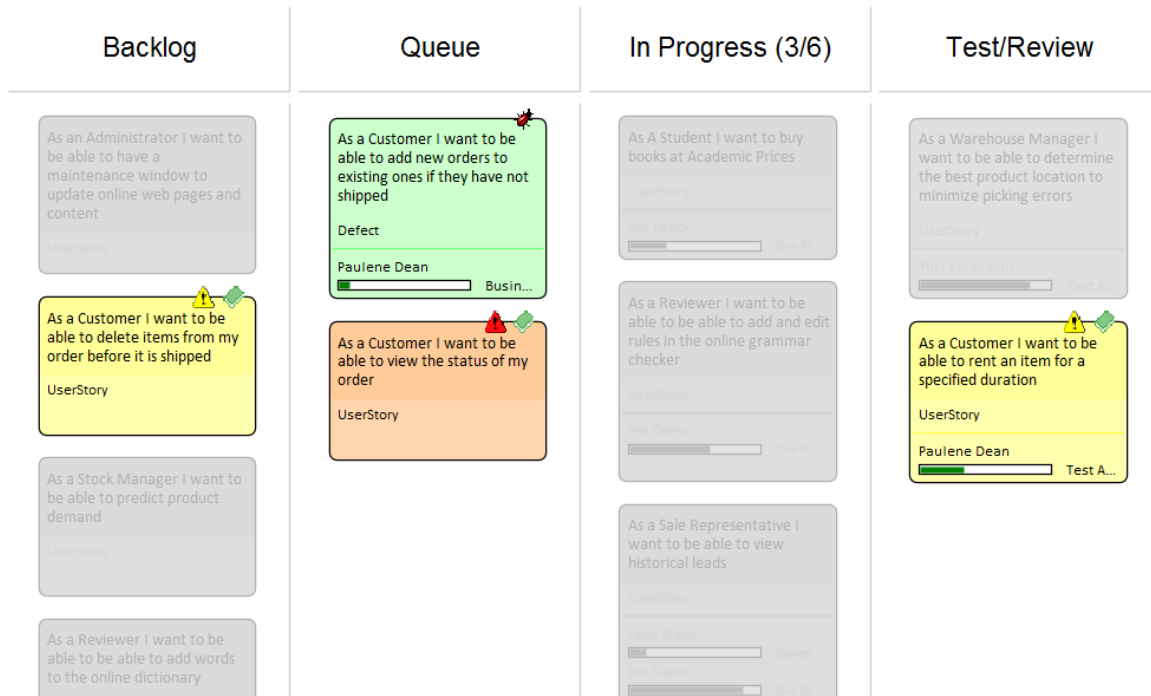 Backlog
Queue
In Progress (3/6)
Test/Review
As an Administrator I want to
be able to have a
maintenance window to
update online web pages and
content
UserStory
As a Customer I want to be
able to delete items from my
order before it is shipped
UserStory
As a Stock Manager I want to
be able to predict product
demand
UserStory
As a Reviewer I want to be
able to be able to add words
to the online dictionary
As a Customer I want to be
able to add new orders to
existing ones if they have not
shipped
Defect
Paulene Dean
Busin...
As a Customer I want to be
able to view the status of my
order
UserStory
As A Student I want to buy
books at Academic Prices
UserStory
Pat Taylor
C++ Pr...
As a Reviewer I want to be
able to be able to add and edit
rules in the online grammar
checker
UserStory
Pat Taylor
C++ Pr...
As a Sale Representative I
want to be able to view
historical leads
UserStory
Jane Ward
Devel...
Pat Taylor
C++ Pr...
As a Warehouse Manager I
want to be able to determine
the best product location to
minimize picking errors
UserStory
Yuki Kotabashi
Test A...
As a Customer I want to be
able to rent an item for a
specified duration
UserStory
Paulene Dean
Test A...